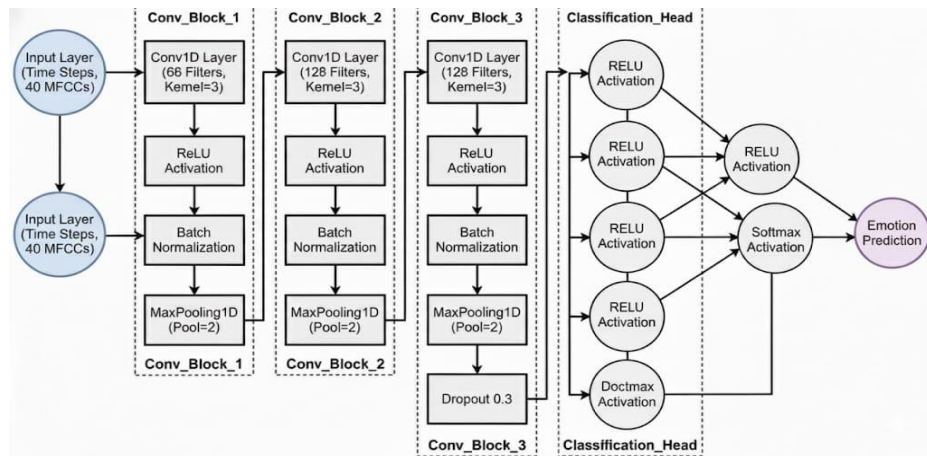 Conv_Block_1
Conv_Block_2
Conv_Block_3
Classification_Head
Input Layer
(Time Steps,
40 MFCCs)
Input Layer
(Time Steps,
40 MFCCs)
Conv1D Layer
(66 Filters,
Kernel=3)
ReLU
Activation
Batch
Normalization
MaxPooling1D
(Pool=2)
Conv_Block_1
Conv1D Layer
(128 Filters,
Kernel=3)
ReLU
Activation
Batch
Normalization
MaxPooling1D
(Pool=2)
Conv_Block_2
Conv1D Layer
(128 Filters,
Kernel=3)
ReLU
Activation
Batch
Normalization
MaxPooling1D
(Pool=2)
Dropout 0.3
Conv_Block_3
RELU
Activation
RELU
Activation
RELU
Activation
RELU
Activation
Doctmax
Activation
Classification_Head
RELU
Activation
Softmax
Activation
Emotion
Prediction